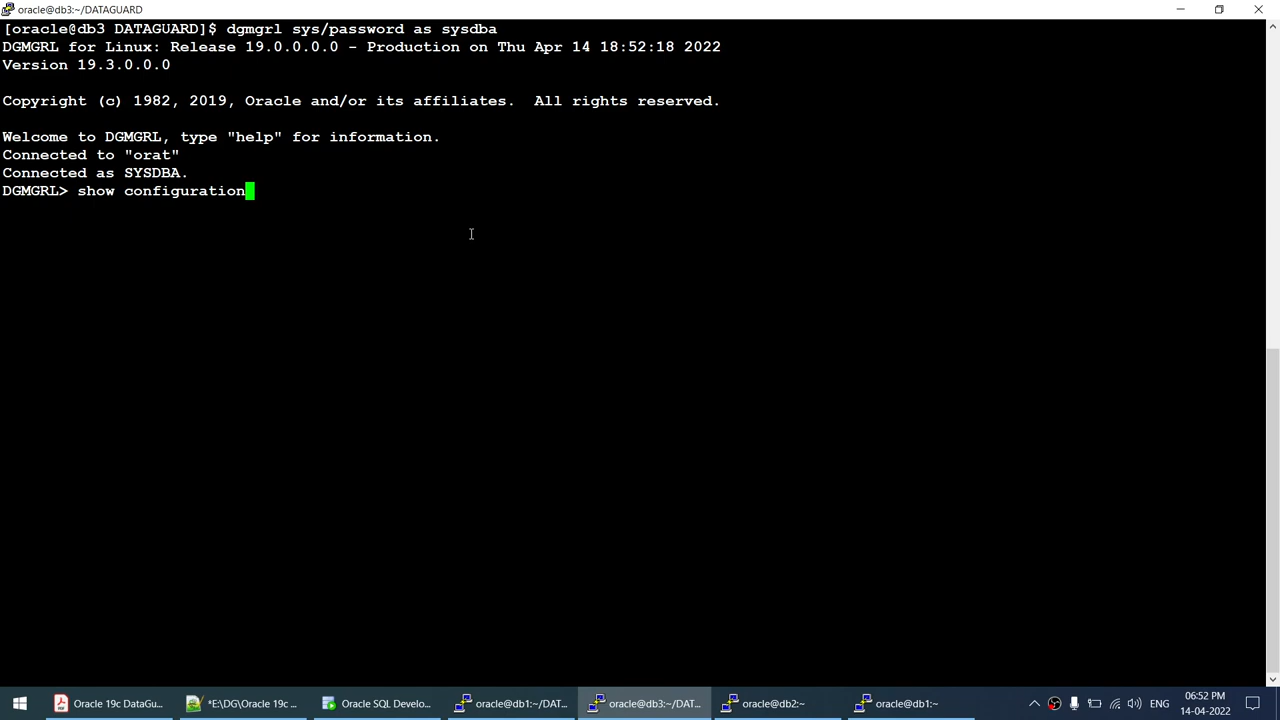 oracle@db3:~/DATAGUARD
[oracle@db3 DATAGUARD]$ dgmgrl sys/password as sysdba
DGMGRL for Linux: Release 19.0.0.0.0 - Production on Thu Apr 14 18:52:18 2022
Version 19.3.0.0.0
Copyright (c) 1982, 2019, Oracle and/or its affiliates.  All rights reserved.
Welcome to DGMGRL, type "help" for information.
Connected to "orat"
Connected as SYSDBA.
DGMGRL> show configuration
Oracle 19c DataGu...
*E:\DG\Oracle 19c ...
Oracle SQL Develo...
oracle@db1:~/DAT...
oracle@db3:~/DAT...
oracle@db2:~
oracle@db1:~
ENG
06:52 PM
14-04-2022